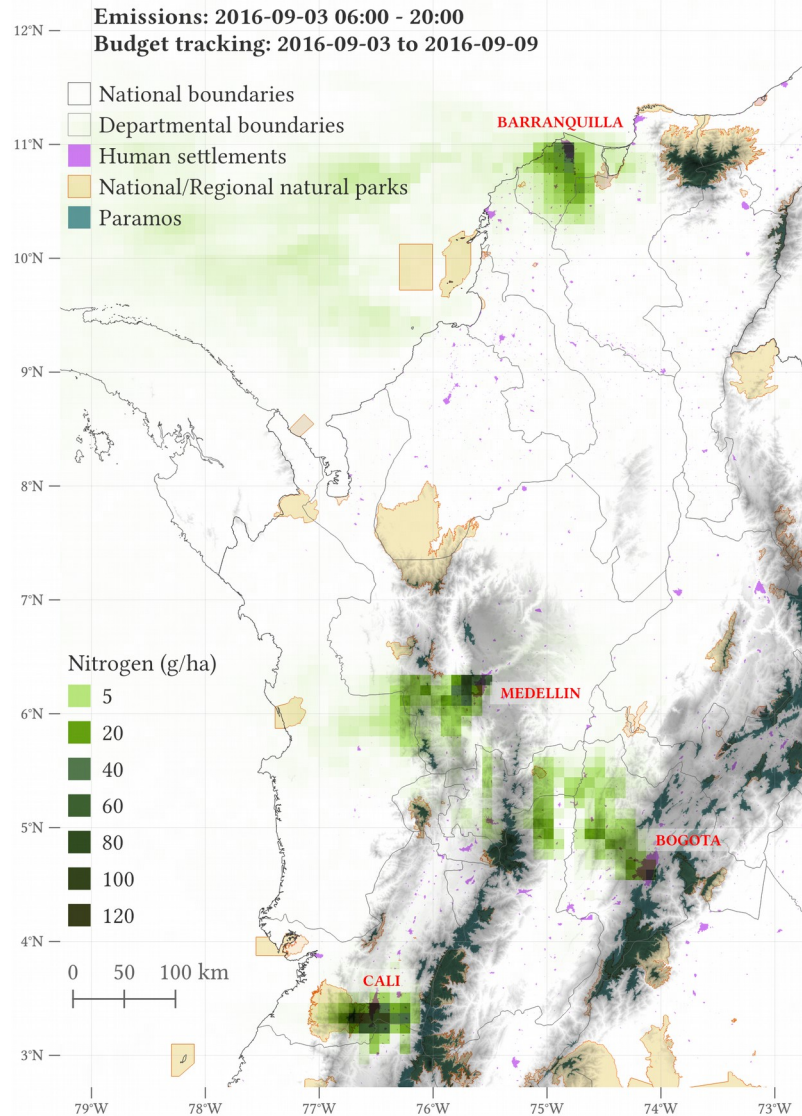 Emissions: 2016-09-03 06:00 - 20:00
Budget tracking: 2016-09-03 to 2016-09-09
12°N
National boundaries
Departmental boundaries
Human settlements
National/Regional natural parks
Paramos
BARRANQUILLA
11°N
10°N
9°N
8°N
7°N
Nitrogen (g/ha)
5
20
40
60
80
100
120
MEDELLIN
6°N
5°N
BOGOTA
4°N
0 50 100 km
CALI
3°N
79°W 78°W 77°W 76°W 75°W 74°W 73°W